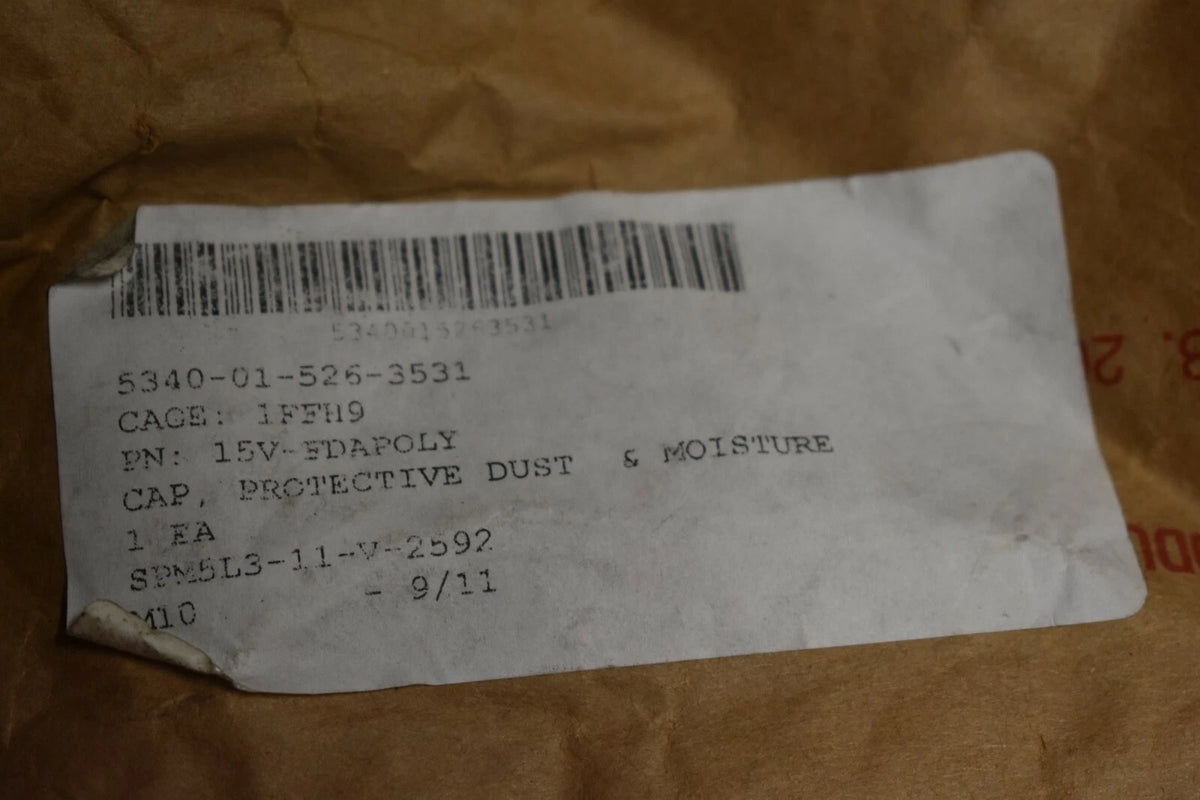 5340015263531
5340-01-526-3531
CAGE: 1FFH9
PN: 15V-FDAPOLY
CAP, PROTECTIVE DUST & MOISTURE
1 EA
SPM5L3-11-V-2592
M10 - 9/11